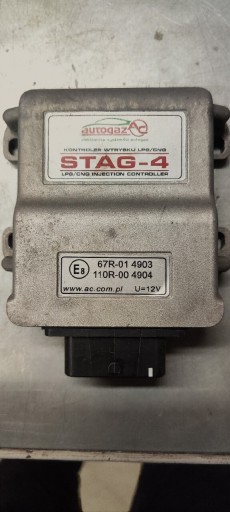 autogaz AC
KONTROLER WTRYSKU LPG/CNG
STAG-4
LPG/CNG INJECTION CONTROLLER
E8
67R-01 4903
110R-00 4904
www.ac.com.pl U=12V